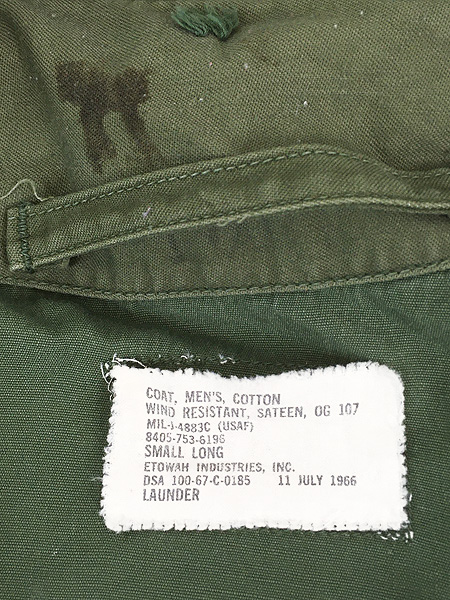 COAT, MEN'S, COTTON
WIND RESISTANT, SATEEN, OG 107
MIL-J-4883C (USAF)
8405-753-6196
SMALL LONG
ETOWAH INDUSTRIES, INC.
DSA 100-67-C-0185 11 JULY 1966
LAUNDER